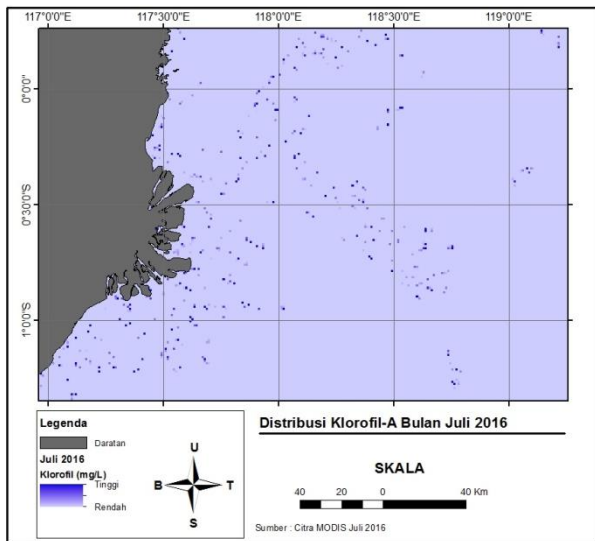 117°0'0"E 117°30'0"E 118°0'0"E 118°30'0"E 119°0'0"E
0°0'0"
0°30'0"S
1°0'0"S
Legenda
Daratan
Juli 2016
Klorofil (mg/L)
Tinggi
Rendah
U
B T
S
Distribusi Klorofil-A Bulan Juli 2016
SKALA
40 20 0 40 Km
Sumber : Citra MODIS Juli 2016